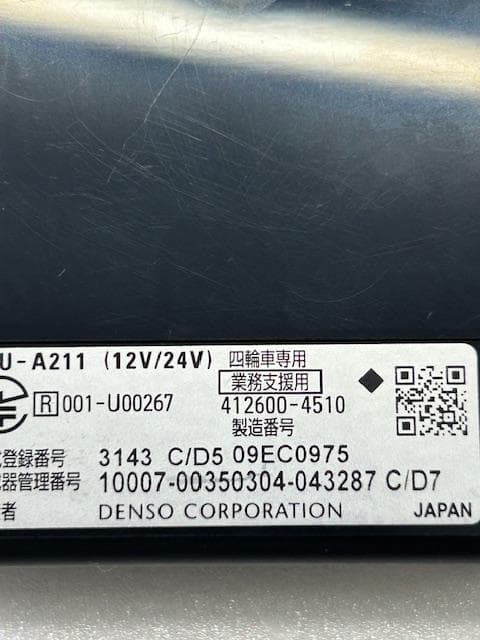 U-A211 (12V/24V) 四輪車専用
業務支援用
R 001-U00267 412600-4510
製造番号
登録番号 3143 C/D5 09EC0975
器管理番号 10007-00350304-043287 C/D7
者 DENSO CORPORATION JAPAN